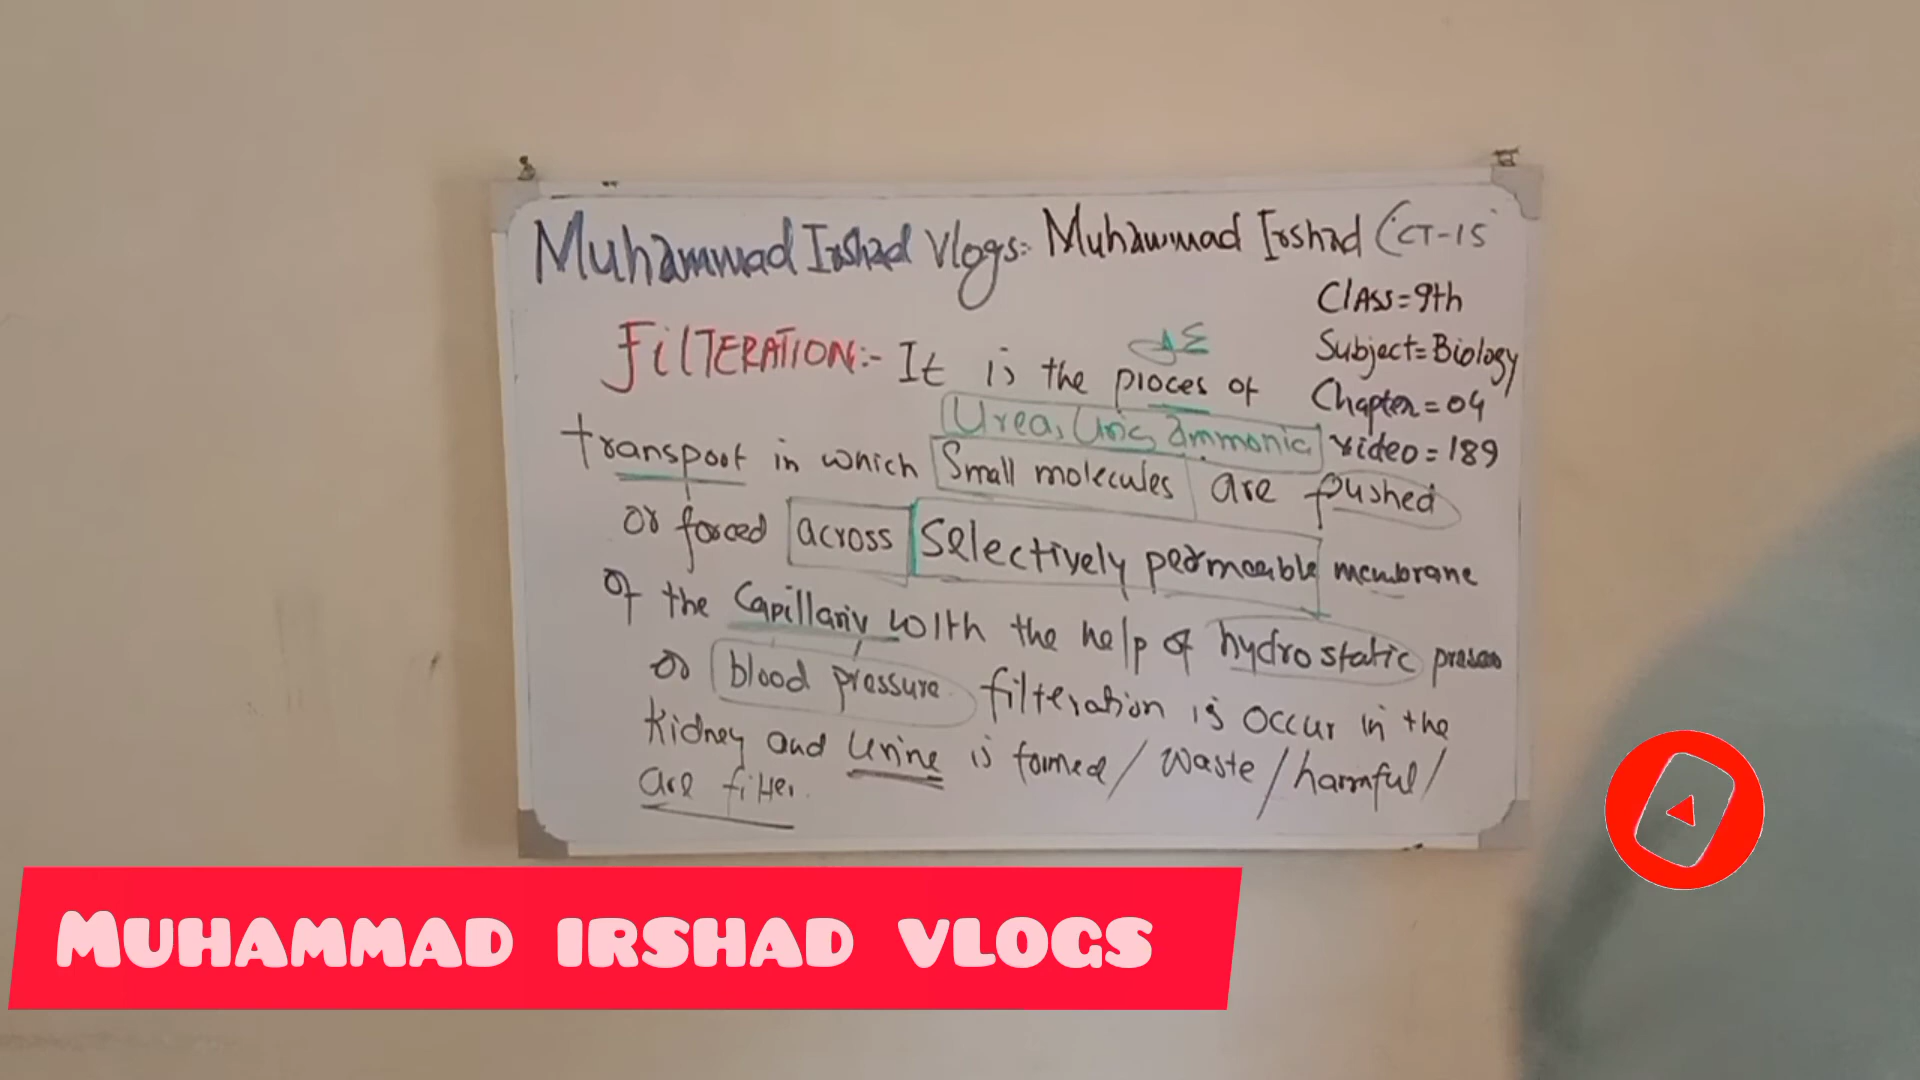 Muhammad Irshad Vlogs:- Muhammad Irshad (CT-15
Class=9th
FilTERATION:- It is the proces of
Subject=Biology
Chapter=04
Urea, Uric, Ammonic
video=189
transport in which Small molecules are pushed
or forced across Selectively permeable membrane
of the Capillariy with the help of hydrostatic
or blood pressure filteration is occur in the
Kidney and Urine is formed/ waste/ harmful/
are filter.
MUHAMMAD IRSHAD VLOGS